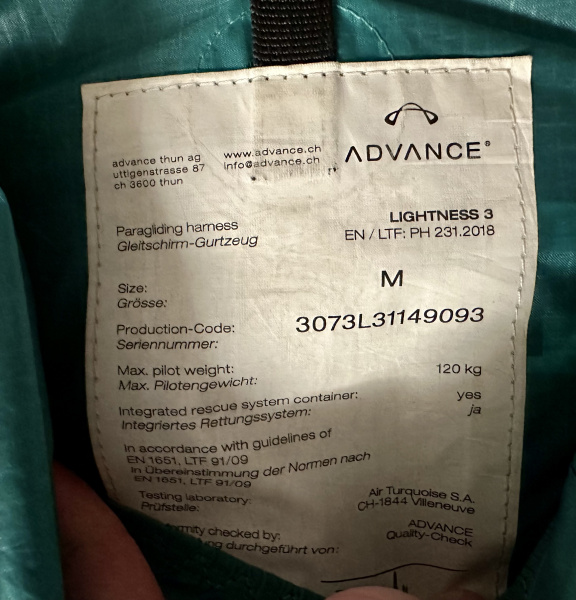 ADVANCE®
advance thun ag
uttigenstrasse 87
ch 3600 thun
www.advance.ch
info@advance.ch
LIGHTNESS 3
EN / LTF: PH 231.2018
Paragliding harness
Gleitschirm-Gurtzeug
Size: M
Grösse:
Production-Code: 3073L31149093
Seriennummer:
Max. pilot weight: 120 kg
Max. Pilotengewicht:
Integrated rescue system container: yes
Integriertes Rettungssystem: ja
In accordance with guidelines of
EN 1651, LTF 91/09
In Übereinstimmung der Normen nach
EN 1651, LTF 91/09
Testing laboratory: Air Turquoise S.A.
Prüfstelle: CH-1844 Villeneuve
checked by: ADVANCE
durchgeführt von: Quality-Check